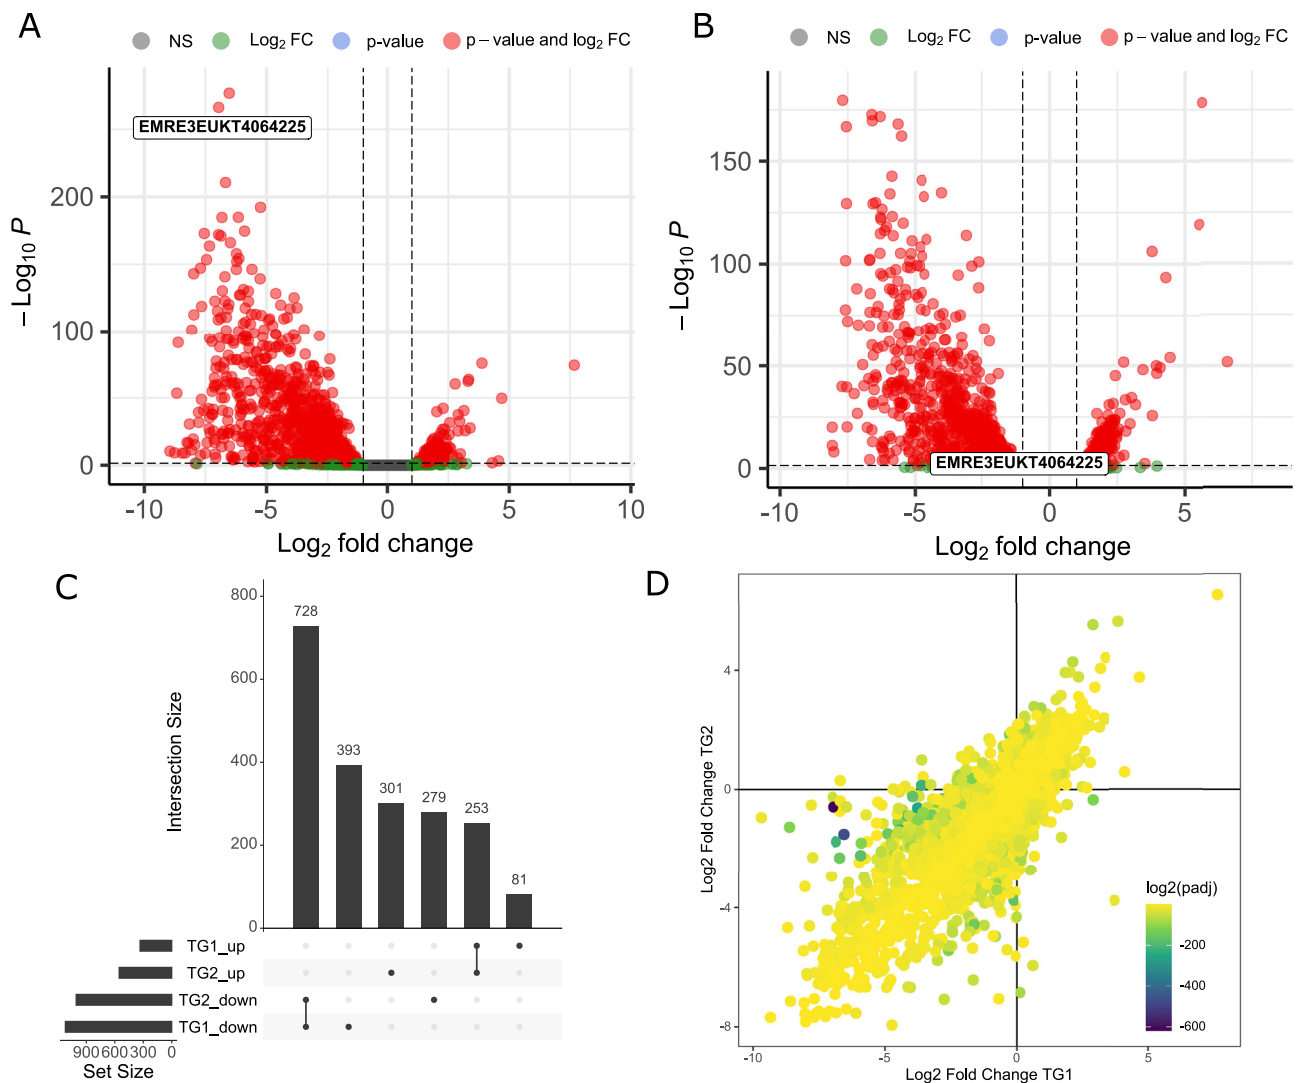 A
NS
Log2 FC
p-value
p – value and log2 FC
EMRE3EUKT4064225
200
100
0
–Log10 P
-10
-5
0
5
10
Log2 fold change
B
NS
Log2 FC
p-value
p – value and log2 FC
150
100
50
0
–Log10 P
EMRE3EUKT4064225
-10
-5
0
5
Log2 fold change
C
800
600
400
200
0
Intersection Size
728
393
301
279
253
81
TG1_up
TG2_up
TG2_down
TG1_down
900
600
300
0
Set Size
D
4
0
-4
-8
Log2 Fold Change TG2
-10
-5
0
5
Log2 Fold Change TG1
log2(padj)
-200
-400
-600